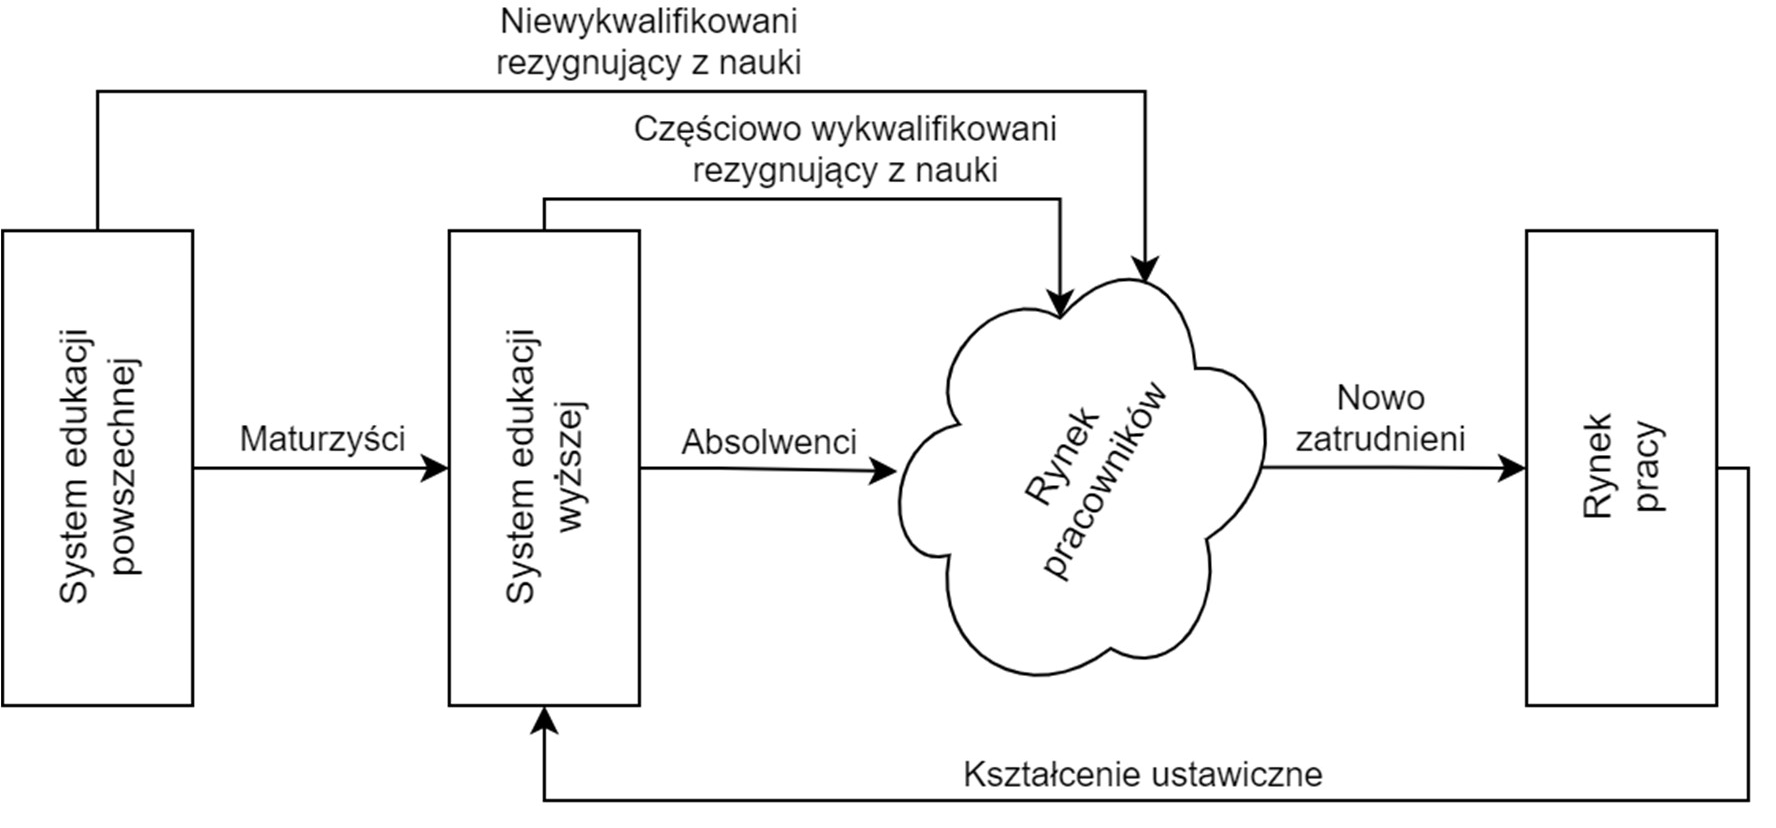 Niewykwalifikowani
rezygnujący z nauki
Częściowo wykwalifikowani
rezygnujący z nauki
System edukacji
powszechnej
Maturzyści
System edukacji
wyższej
Absolwenci
Rynek
pracowników
Nowo
zatrudnieni
Rynek
pracy
Kształcenie ustawiczne